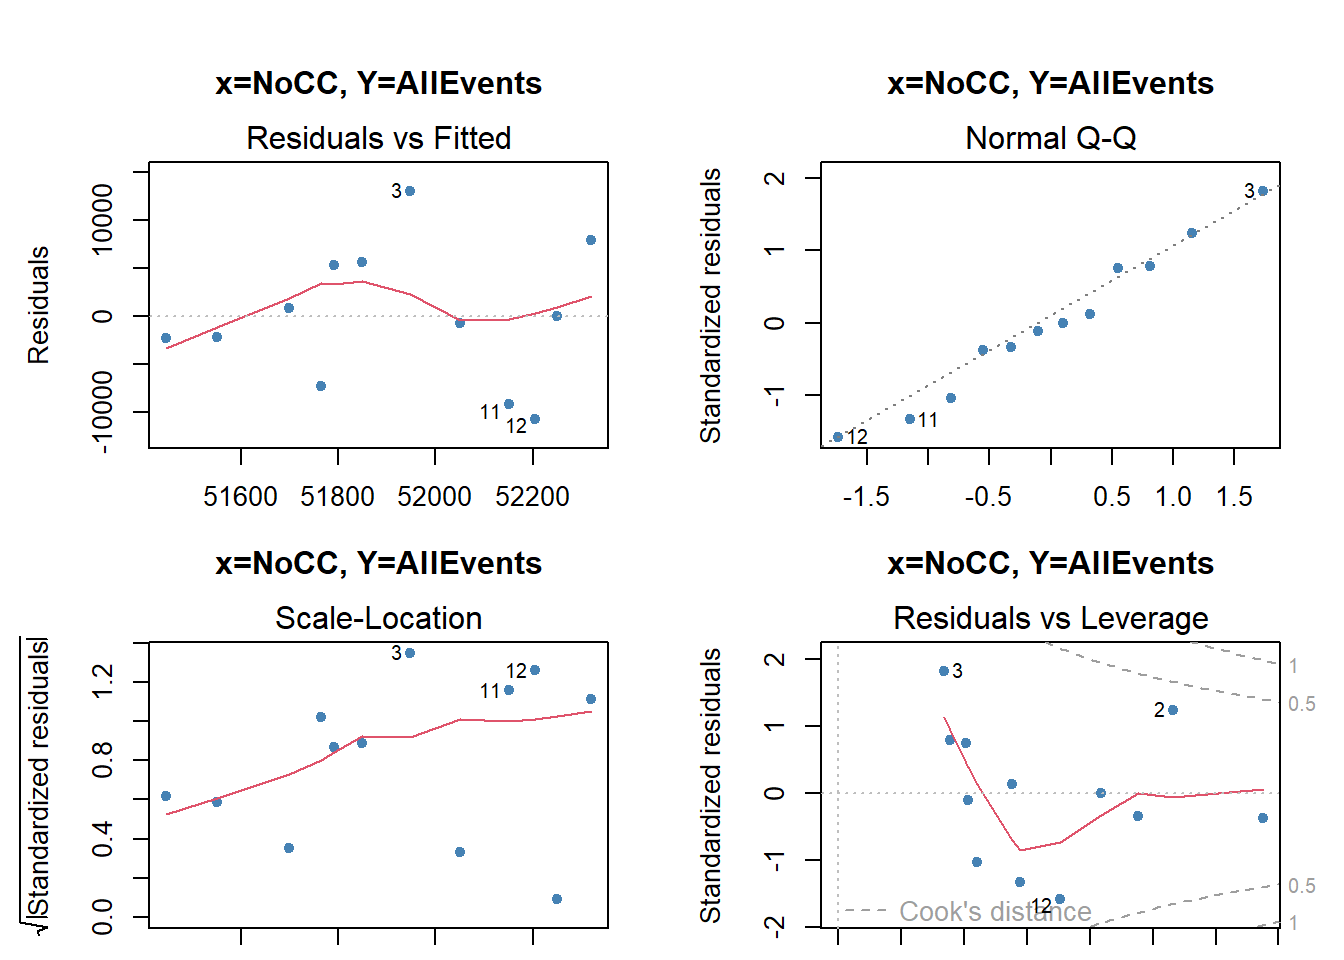 x=NoCC, Y=AllEvents
Residuals vs Fitted
Residuals
10000
0
-10000
3
11
12
51600 51800 52000 52200
x=NoCC, Y=AllEvents
Normal Q-Q
Standardized residuals
2
1
0
-1
3
11
12
-1.5 -0.5 0.5 1.0 1.5
x=NoCC, Y=AllEvents
Scale-Location
√|Standardized residuals|
1.2
0.8
0.4
0.0
3
12
11
x=NoCC, Y=AllEvents
Residuals vs Leverage
Standardized residuals
2
1
0
-1
-2
3
2
12
Cook's distance
1
0.5
0.5
1